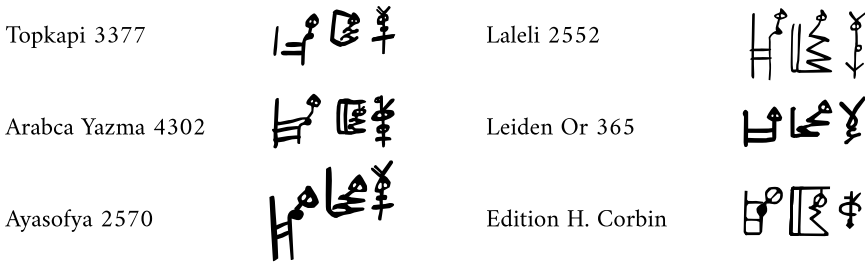 Topkapi 3377
Laleli 2552
Arabca Yazma 4302
Leiden Or 365
Ayasofya 2570
Edition H. Corbin